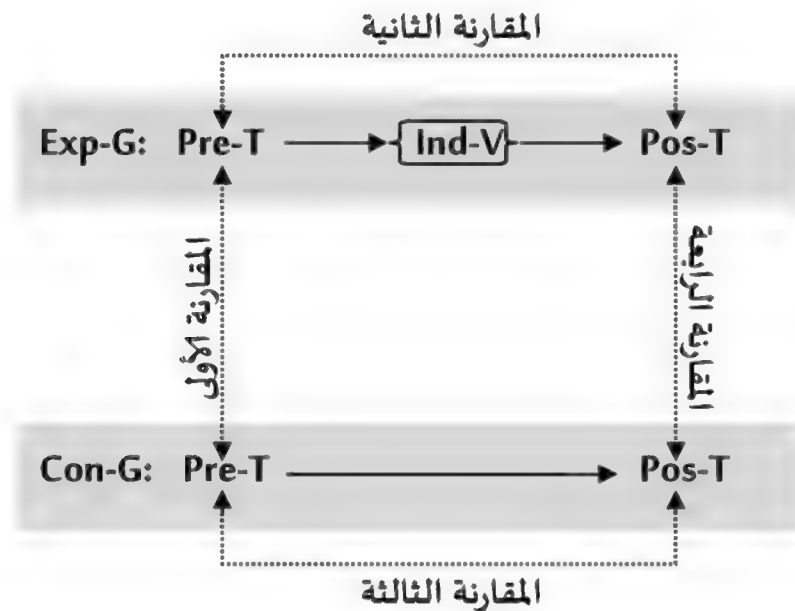 المقارنة الثانية
Exp-G: Pre-T Ind-V Pos-T
المقارنة الأولى
المقارنة الرابعة
Con-G: Pre-T Pos-T
المقارنة الثالثة